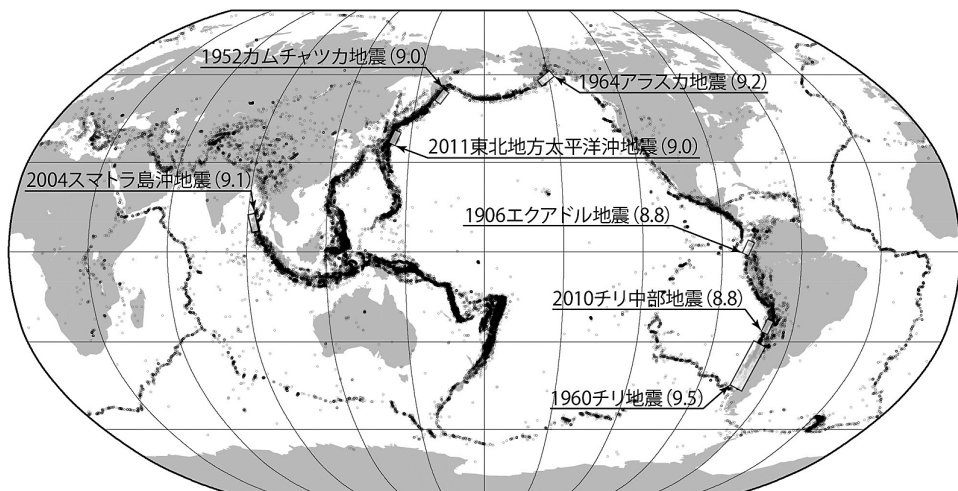 1952カムチャツカ地震(9.0)
1964アラスカ地震(9.2)
2011東北地方太平洋沖地震(9.0)
2004スマトラ島沖地震(9.1)
1906エクアドル地震(8.8)
2010チリ中部地震(8.8)
1960チリ地震(9.5)